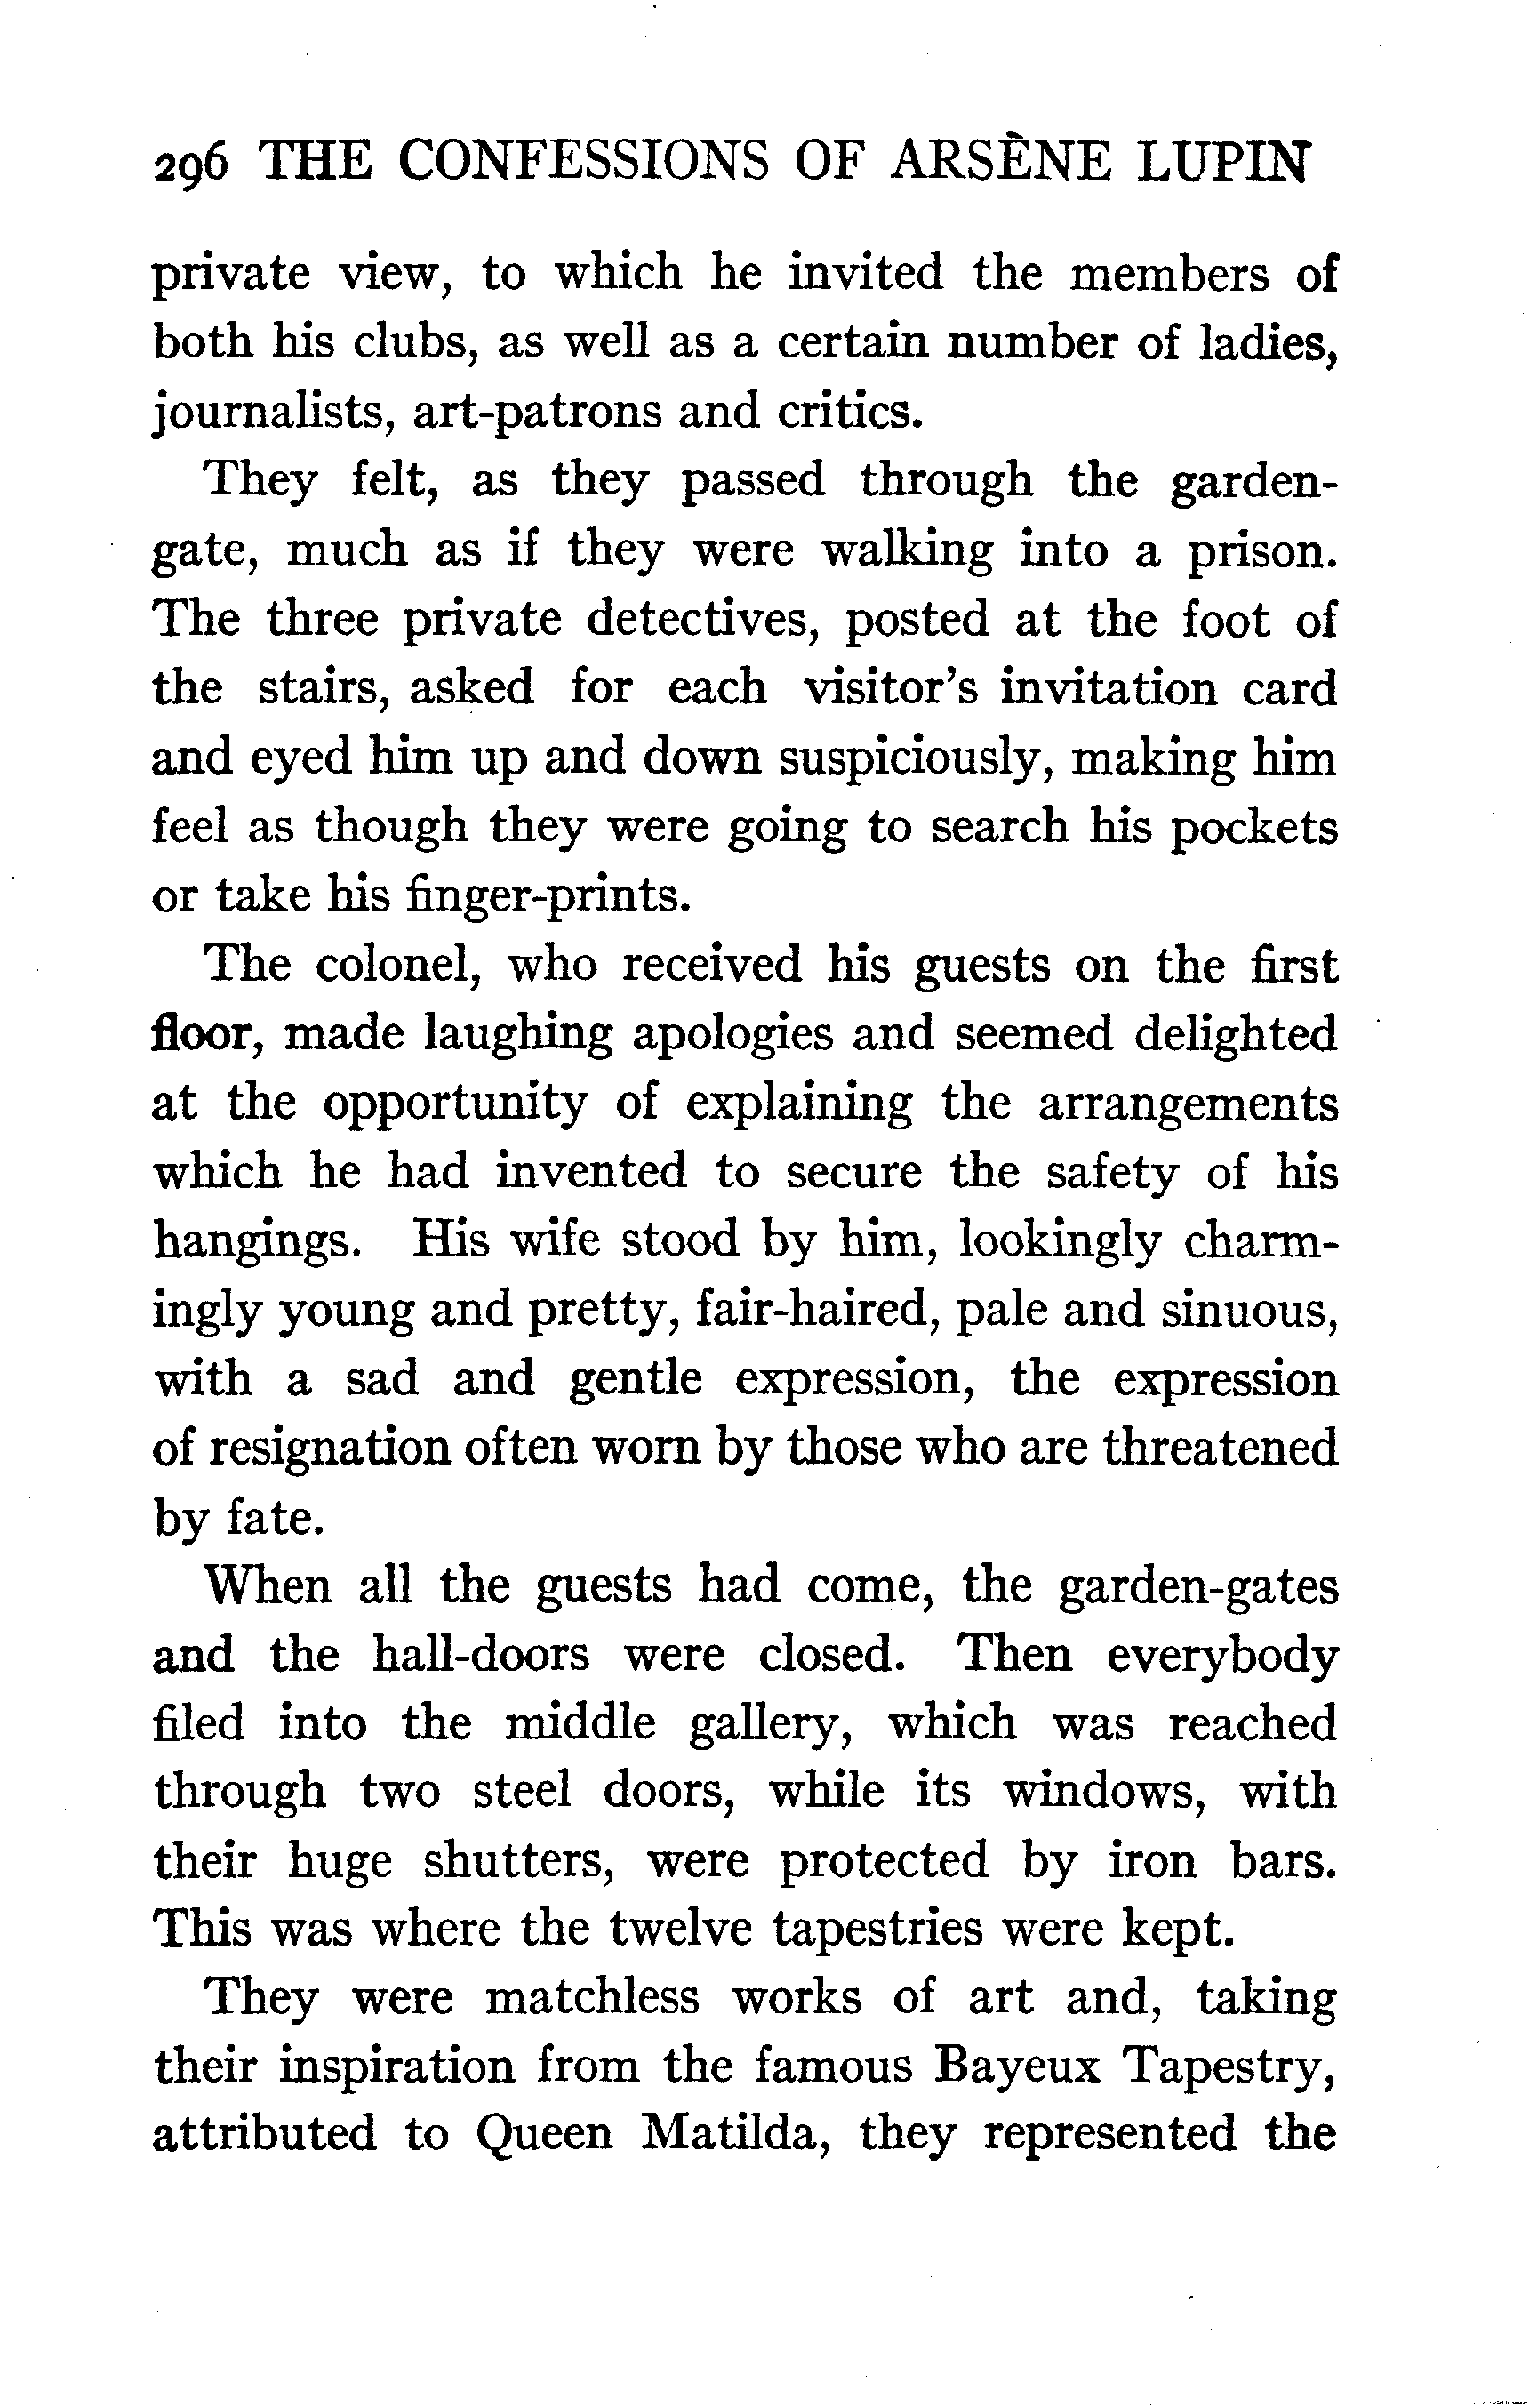 296 THE CONFESSIONS OF ARSÈNE LUPIN
private view, to which he invited the members of
both his clubs, as well as a certain number of ladies,
journalists, art-patrons and critics.
They felt, as they passed through the garden-
gate, much as if they were walking into a prison.
The three private detectives, posted at the foot of
the stairs, asked for each visitor's invitation card
and eyed him up and down suspiciously, making him
feel as though they were going to search his pockets
or take his finger-prints.
The colonel, who received his guests on the first
floor, made laughing apologies and seemed delighted
at the opportunity of explaining the arrangements
which he had invented to secure the safety of his
hangings. His wife stood by him, lookingly charm-
ingly young and pretty, fair-haired, pale and sinuous,
with a sad and gentle expression, the expression
of resignation often worn by those who are threatened
by fate.
When all the guests had come, the garden-gates
and the hall-doors were closed. Then everybody
filed into the middle gallery, which was reached
through two steel doors, while its windows, with
their huge shutters, were protected by iron bars.
This was where the twelve tapestries were kept.
They were matchless works of art and, taking
their inspiration from the famous Bayeux Tapestry,
attributed to Queen Matilda, they represented the